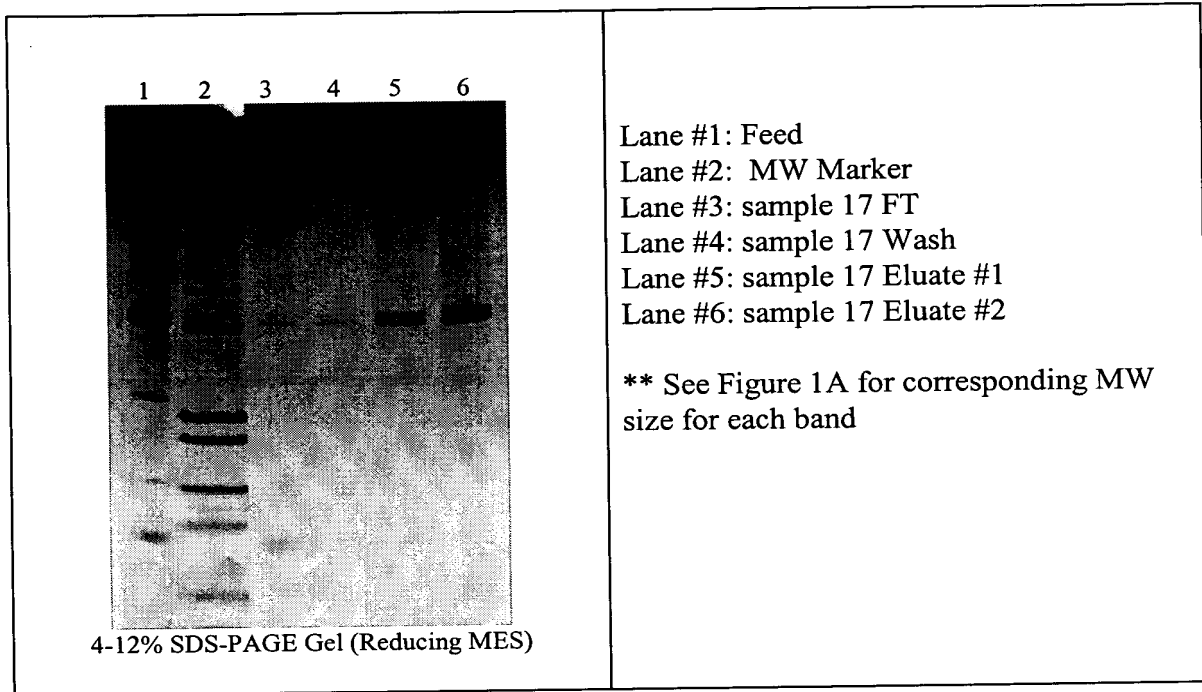 1 2 3 4 5 6
4-12% SDS-PAGE Gel (Reducing MES)
Lane #1: Feed
Lane #2: MW Marker
Lane #3: sample 17 FT
Lane #4: sample 17 Wash
Lane #5: sample 17 Eluate #1
Lane #6: sample 17 Eluate #2
** See Figure 1A for corresponding MW
size for each band